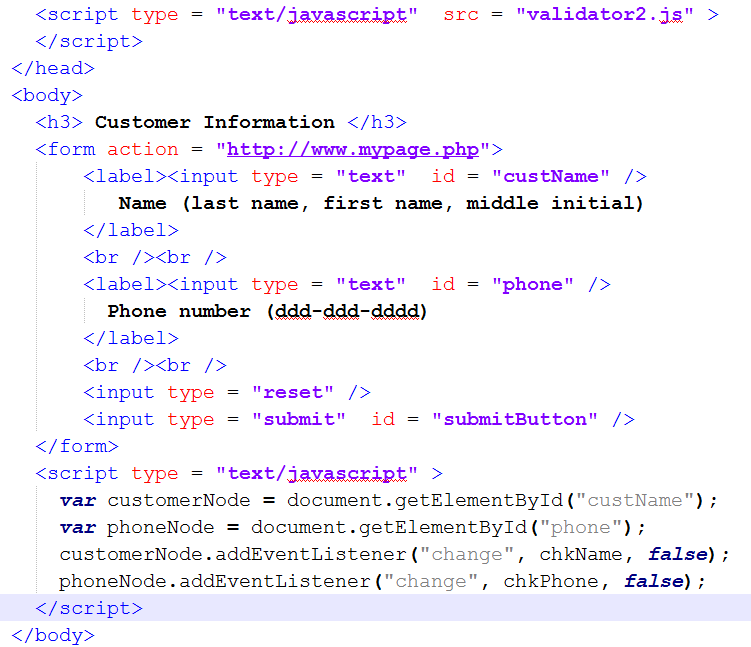 <script type = "text/javascript"  src = "validator2.js" >
</script>
</head>
<body>
<h3> Customer Information </h3>
<form action = "http://www.mypage.php">
<label><input type = "text"  id = "custName" />
Name (last name, first name, middle initial)
</label>
<br /><br />
<label><input type = "text"  id = "phone" />
Phone number (ddd-ddd-dddd)
</label>
<br /><br />
<input type = "reset" />
<input type = "submit"  id = "submitButton" />
</form>
<script type = "text/javascript" >
var customerNode = document.getElementById("custName");
var phoneNode = document.getElementById("phone");
customerNode.addEventListener("change", chkName, false);
phoneNode.addEventListener("change", chkPhone, false);
</script>
</body>